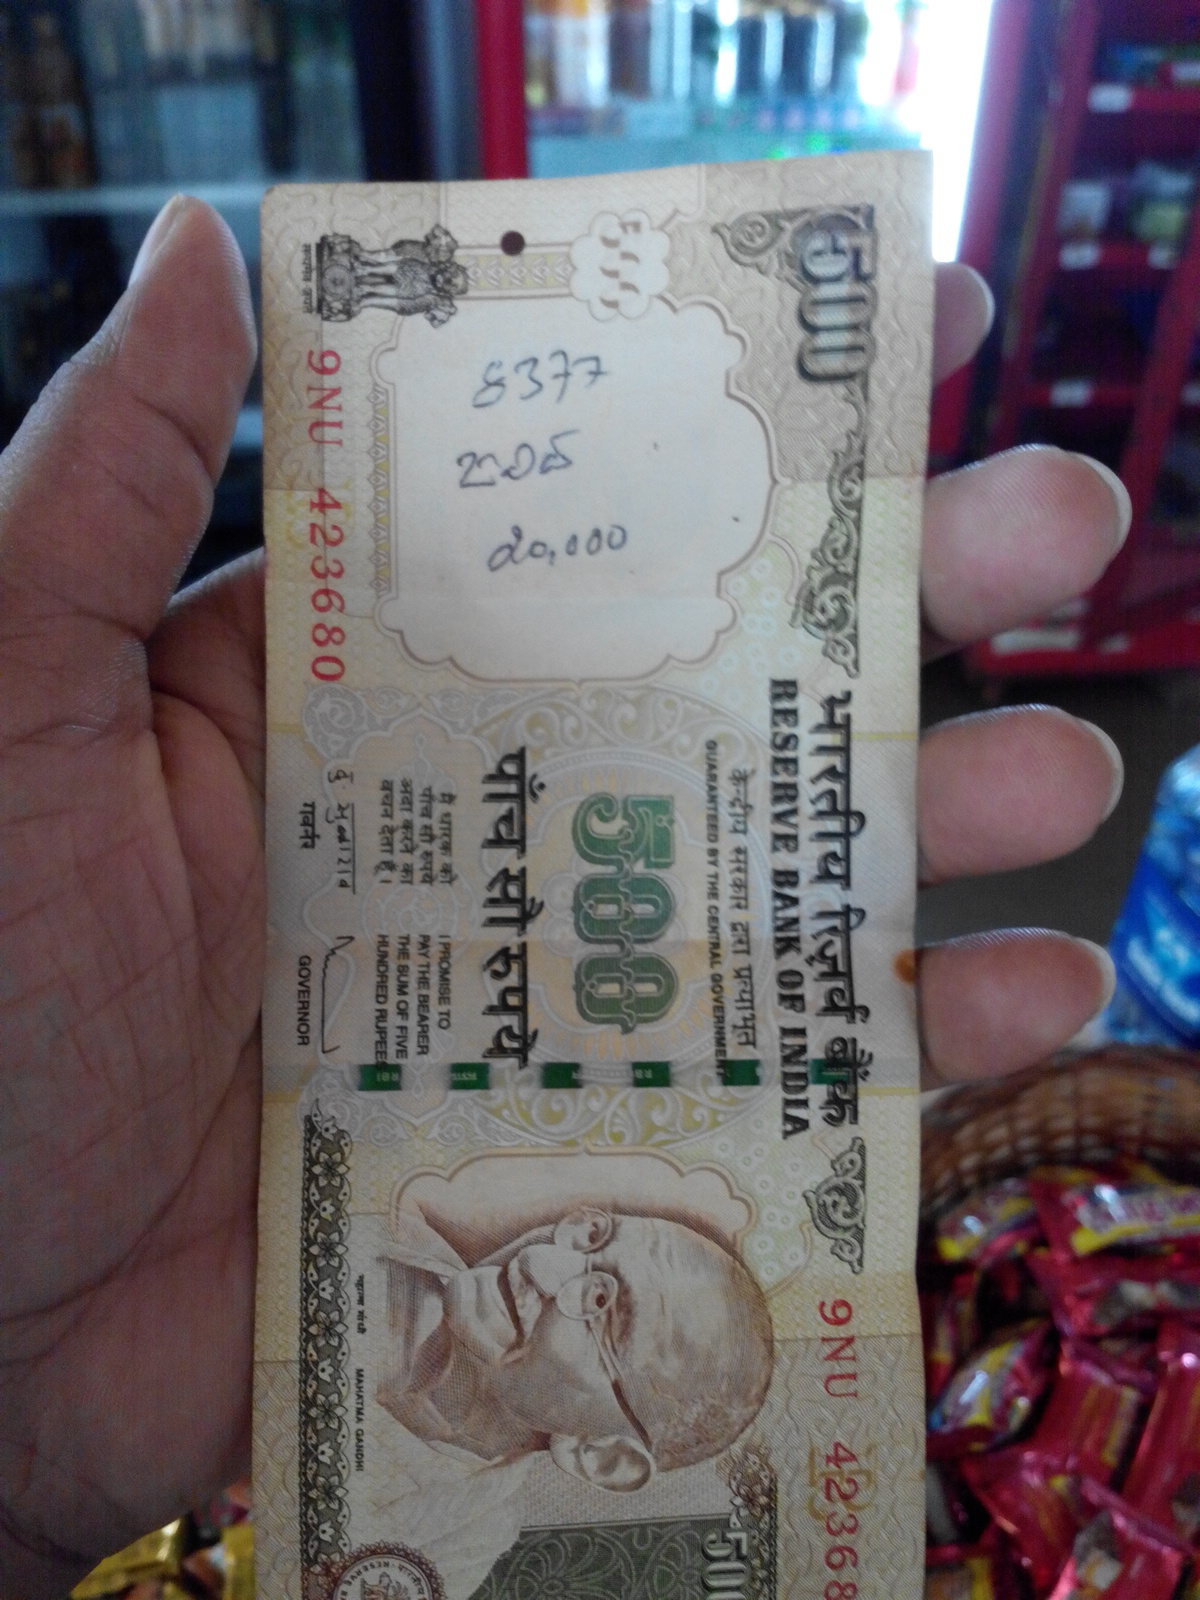 500
भारतीय रिज़र्व बैंक
RESERVE BANK OF INDIA
केन्द्रीय सरकार द्वारा प्रत्याभूत
GUARANTEED BY THE CENTRAL GOVERNMENT
500
पाँच सौ रुपये
मैं धारक को
पाँच सौ रुपये
अदा करने का
वचन देता हूँ ।
I PROMISE TO
PAY THE BEARER
THE SUM OF FIVE
HUNDRED RUPEES
गवर्नर
GOVERNOR
सत्यमेव जयते
9NU 423680
8377
20,000
9NU 42368
महात्मा गांधी
MAHATMA GANDHI
500